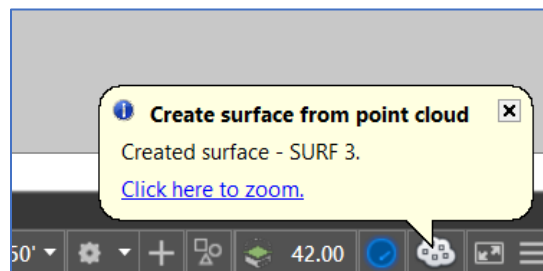 Create surface from point cloud
Created surface - SURF 3.
Click here to zoom.
50' 42.00